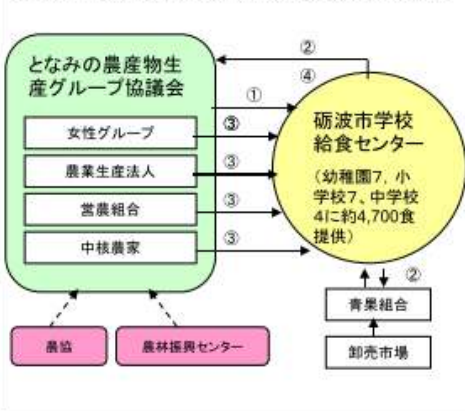 となみの農産物生
産グループ協議会
女性グループ
農業生産法人
営農組合
中核農家
農協
農林振興センター
②
④
①
③
③
③
③
砺波市学校
給食センター
(幼稚園7, 小
学校7、中学校
4に約4,700食
提供)
②
青果組合
卸売市場